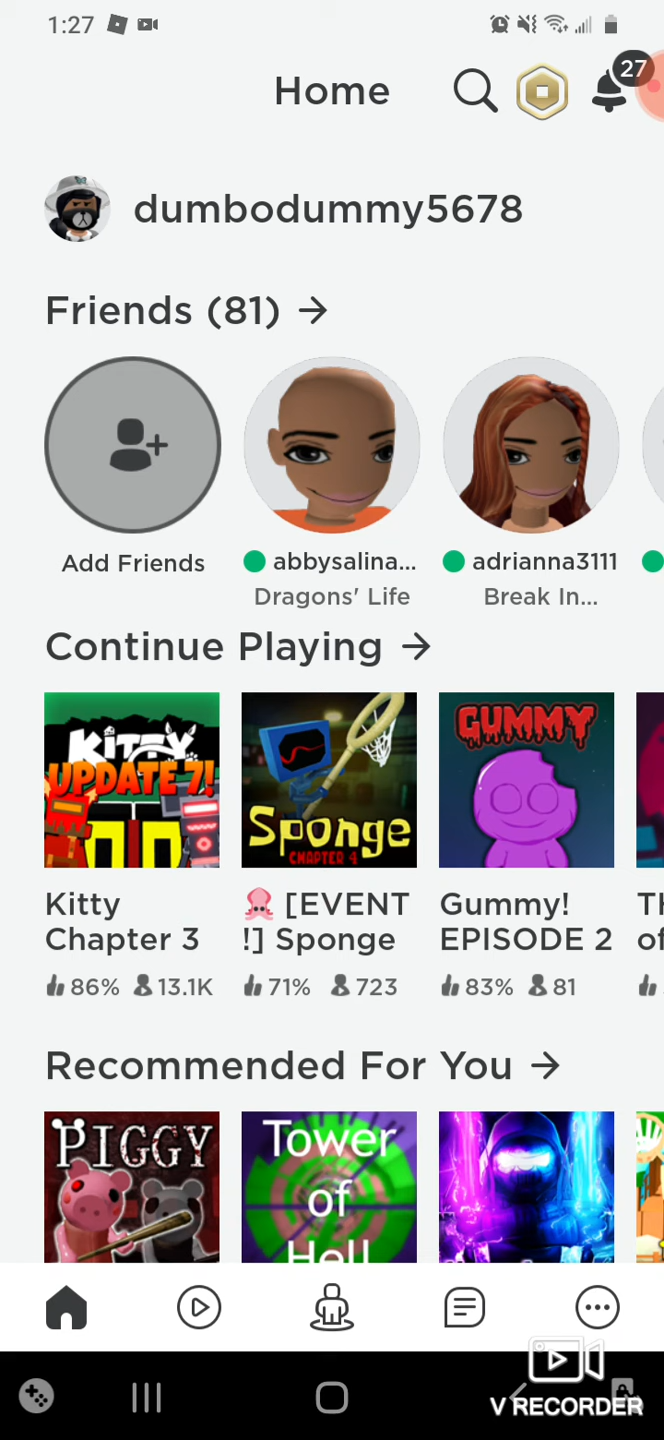 1:27
Home
27
dumbodummy5678
Friends (81) →
Add Friends
abbysalina...
adrianna3111
Dragons' Life
Break In...
Continue Playing →
KITTY
UPDATE 7!
Sponge
CHAPTER 4
GUMMY
Kitty
Chapter 3
[EVENT
!] Sponge
Gummy!
EPISODE 2
86% 13.1K
71% 723
83% 81
Recommended For You →
PIGGY
Tower
of
Hell
V RECORDER